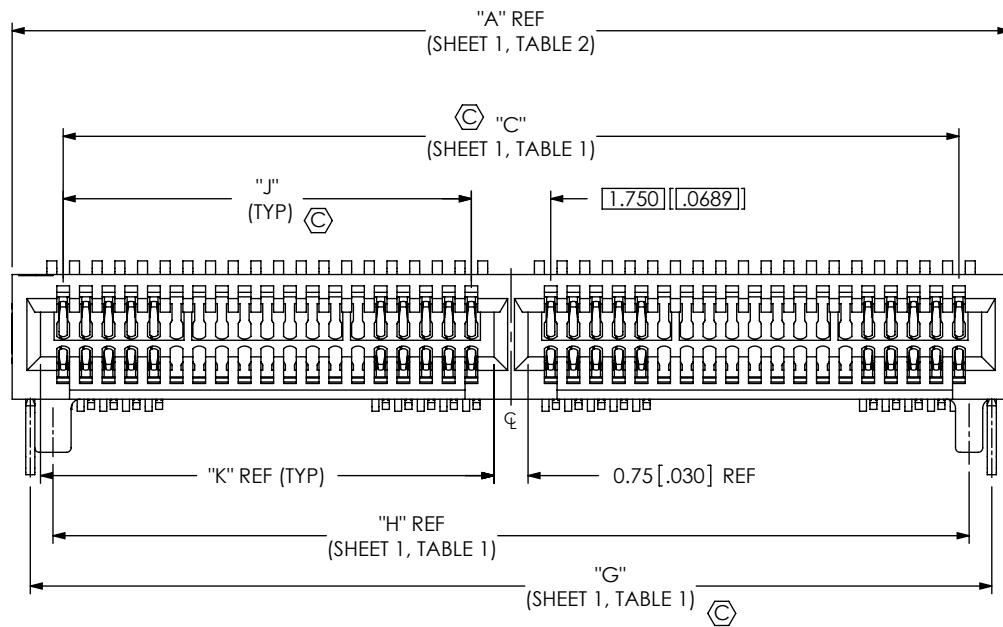 "A" REF
(SHEET 1, TABLE 2)
C "C"
(SHEET 1, TABLE 1)
"J"
(TYP) C
1.750 [.0689]
℄
"K" REF (TYP)
0.75 [.030] REF
"H" REF
(SHEET 1, TABLE 1)
"G"
(SHEET 1, TABLE 1) C